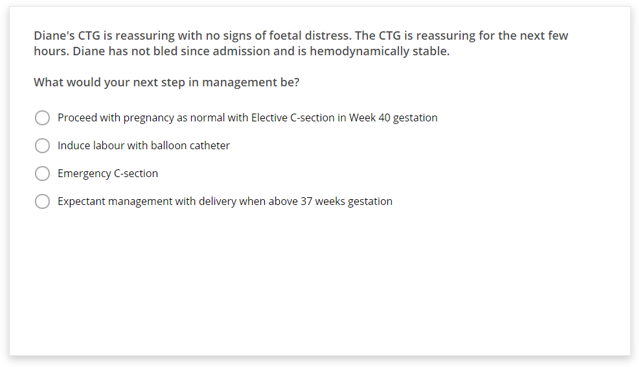 Diane's CTG is reassuring with no signs of foetal distress. The CTG is reassuring for the next few
hours. Diane has not bled since admission and is hemodynamically stable.
What would your next step in management be?
Proceed with pregnancy as normal with Elective C-section in Week 40 gestation
Induce labour with balloon catheter
Emergency C-section
Expectant management with delivery when above 37 weeks gestation